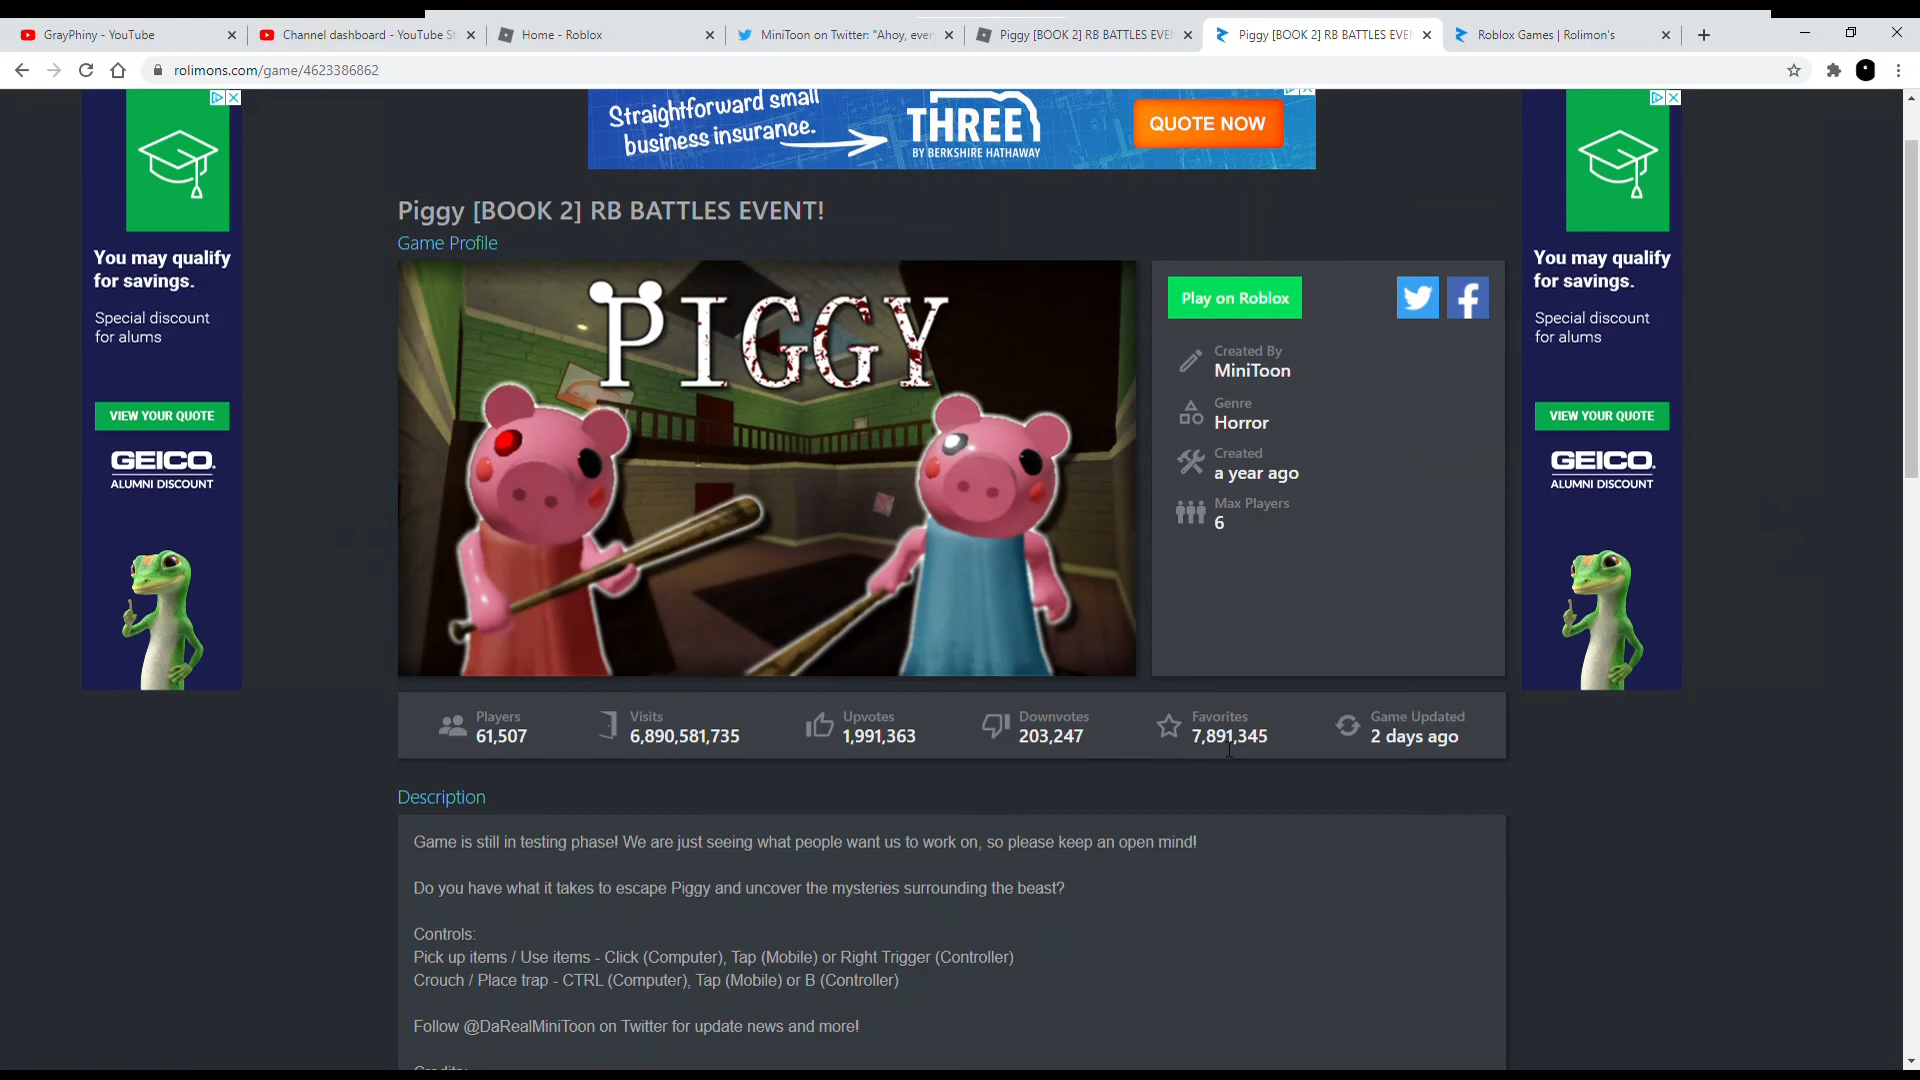 GrayPhiny - YouTube
Channel dashboard - YouTube St
Home - Roblox
MiniToon on Twitter: "Ahoy, ever
Piggy [BOOK 2] RB BATTLES EVE
Piggy [BOOK 2] RB BATTLES EVE
Roblox Games | Rolimon's
rolimons.com/game/4623386862
Straightforward small
business insurance.
THREE
BY BERKSHIRE HATHAWAY
QUOTE NOW
You may qualify
for savings.
Special discount
for alums
VIEW YOUR QUOTE
GEICO.
ALUMNI DISCOUNT
Piggy [BOOK 2] RB BATTLES EVENT!
Game Profile
PIGGY
Play on Roblox
Created By
MiniToon
Genre
Horror
Created
a year ago
Max Players
6
You may qualify
for savings.
Special discount
for alums
VIEW YOUR QUOTE
GEICO.
ALUMNI DISCOUNT
Players
61,507
Visits
6,890,581,735
Upvotes
1,991,363
Downvotes
203,247
Favorites
7,891,345
Game Updated
2 days ago
Description
Game is still in testing phase! We are just seeing what people want us to work on, so please keep an open mind!
Do you have what it takes to escape Piggy and uncover the mysteries surrounding the beast?
Controls:
Pick up items / Use items - Click (Computer), Tap (Mobile) or Right Trigger (Controller)
Crouch / Place trap - CTRL (Computer), Tap (Mobile) or B (Controller)
Follow @DaRealMiniToon on Twitter for update news and more!